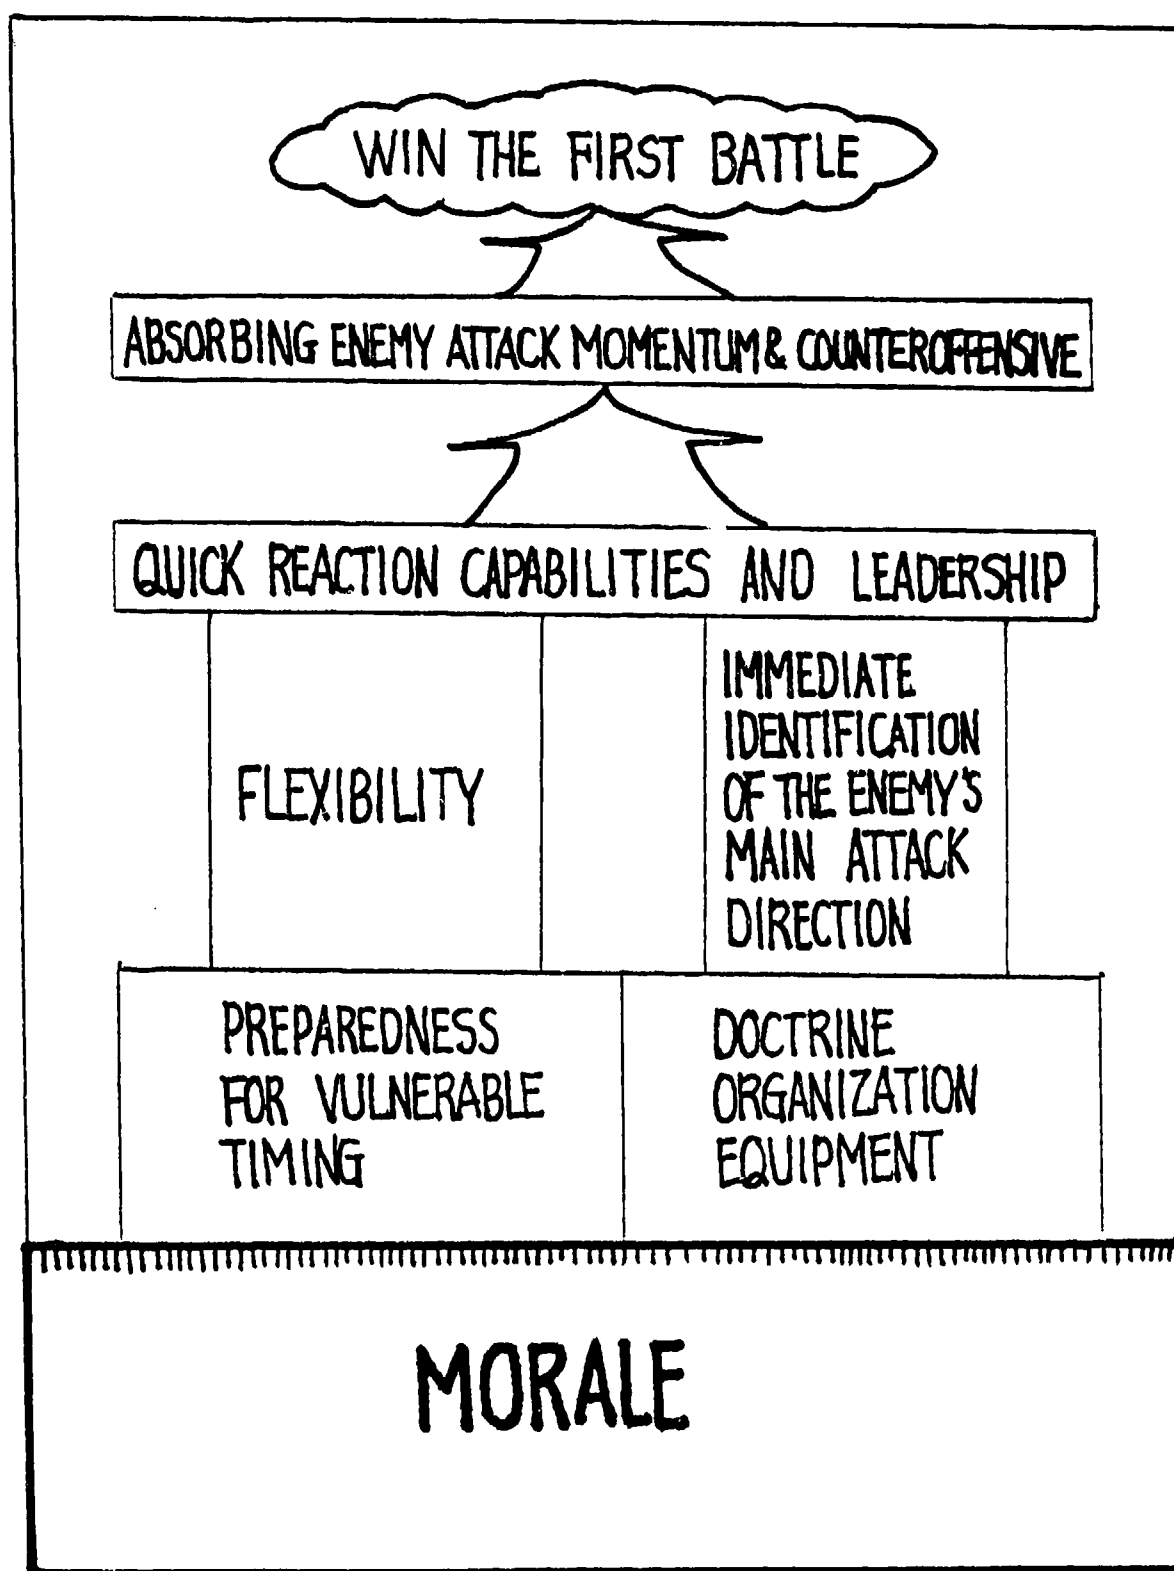 WIN THE FIRST BATTLE
ABSORBING ENEMY ATTACK MOMENTUM & COUNTEROFFENSIVE
QUICK REACTION CAPABILITIES AND LEADERSHIP
FLEXIBILITY
IMMEDIATE
IDENTIFICATION
OF THE ENEMY'S
MAIN ATTACK
DIRECTION
PREPAREDNESS
FOR VULNERABLE
TIMING
DOCTRINE
ORGANIZATION
EQUIPMENT
MORALE